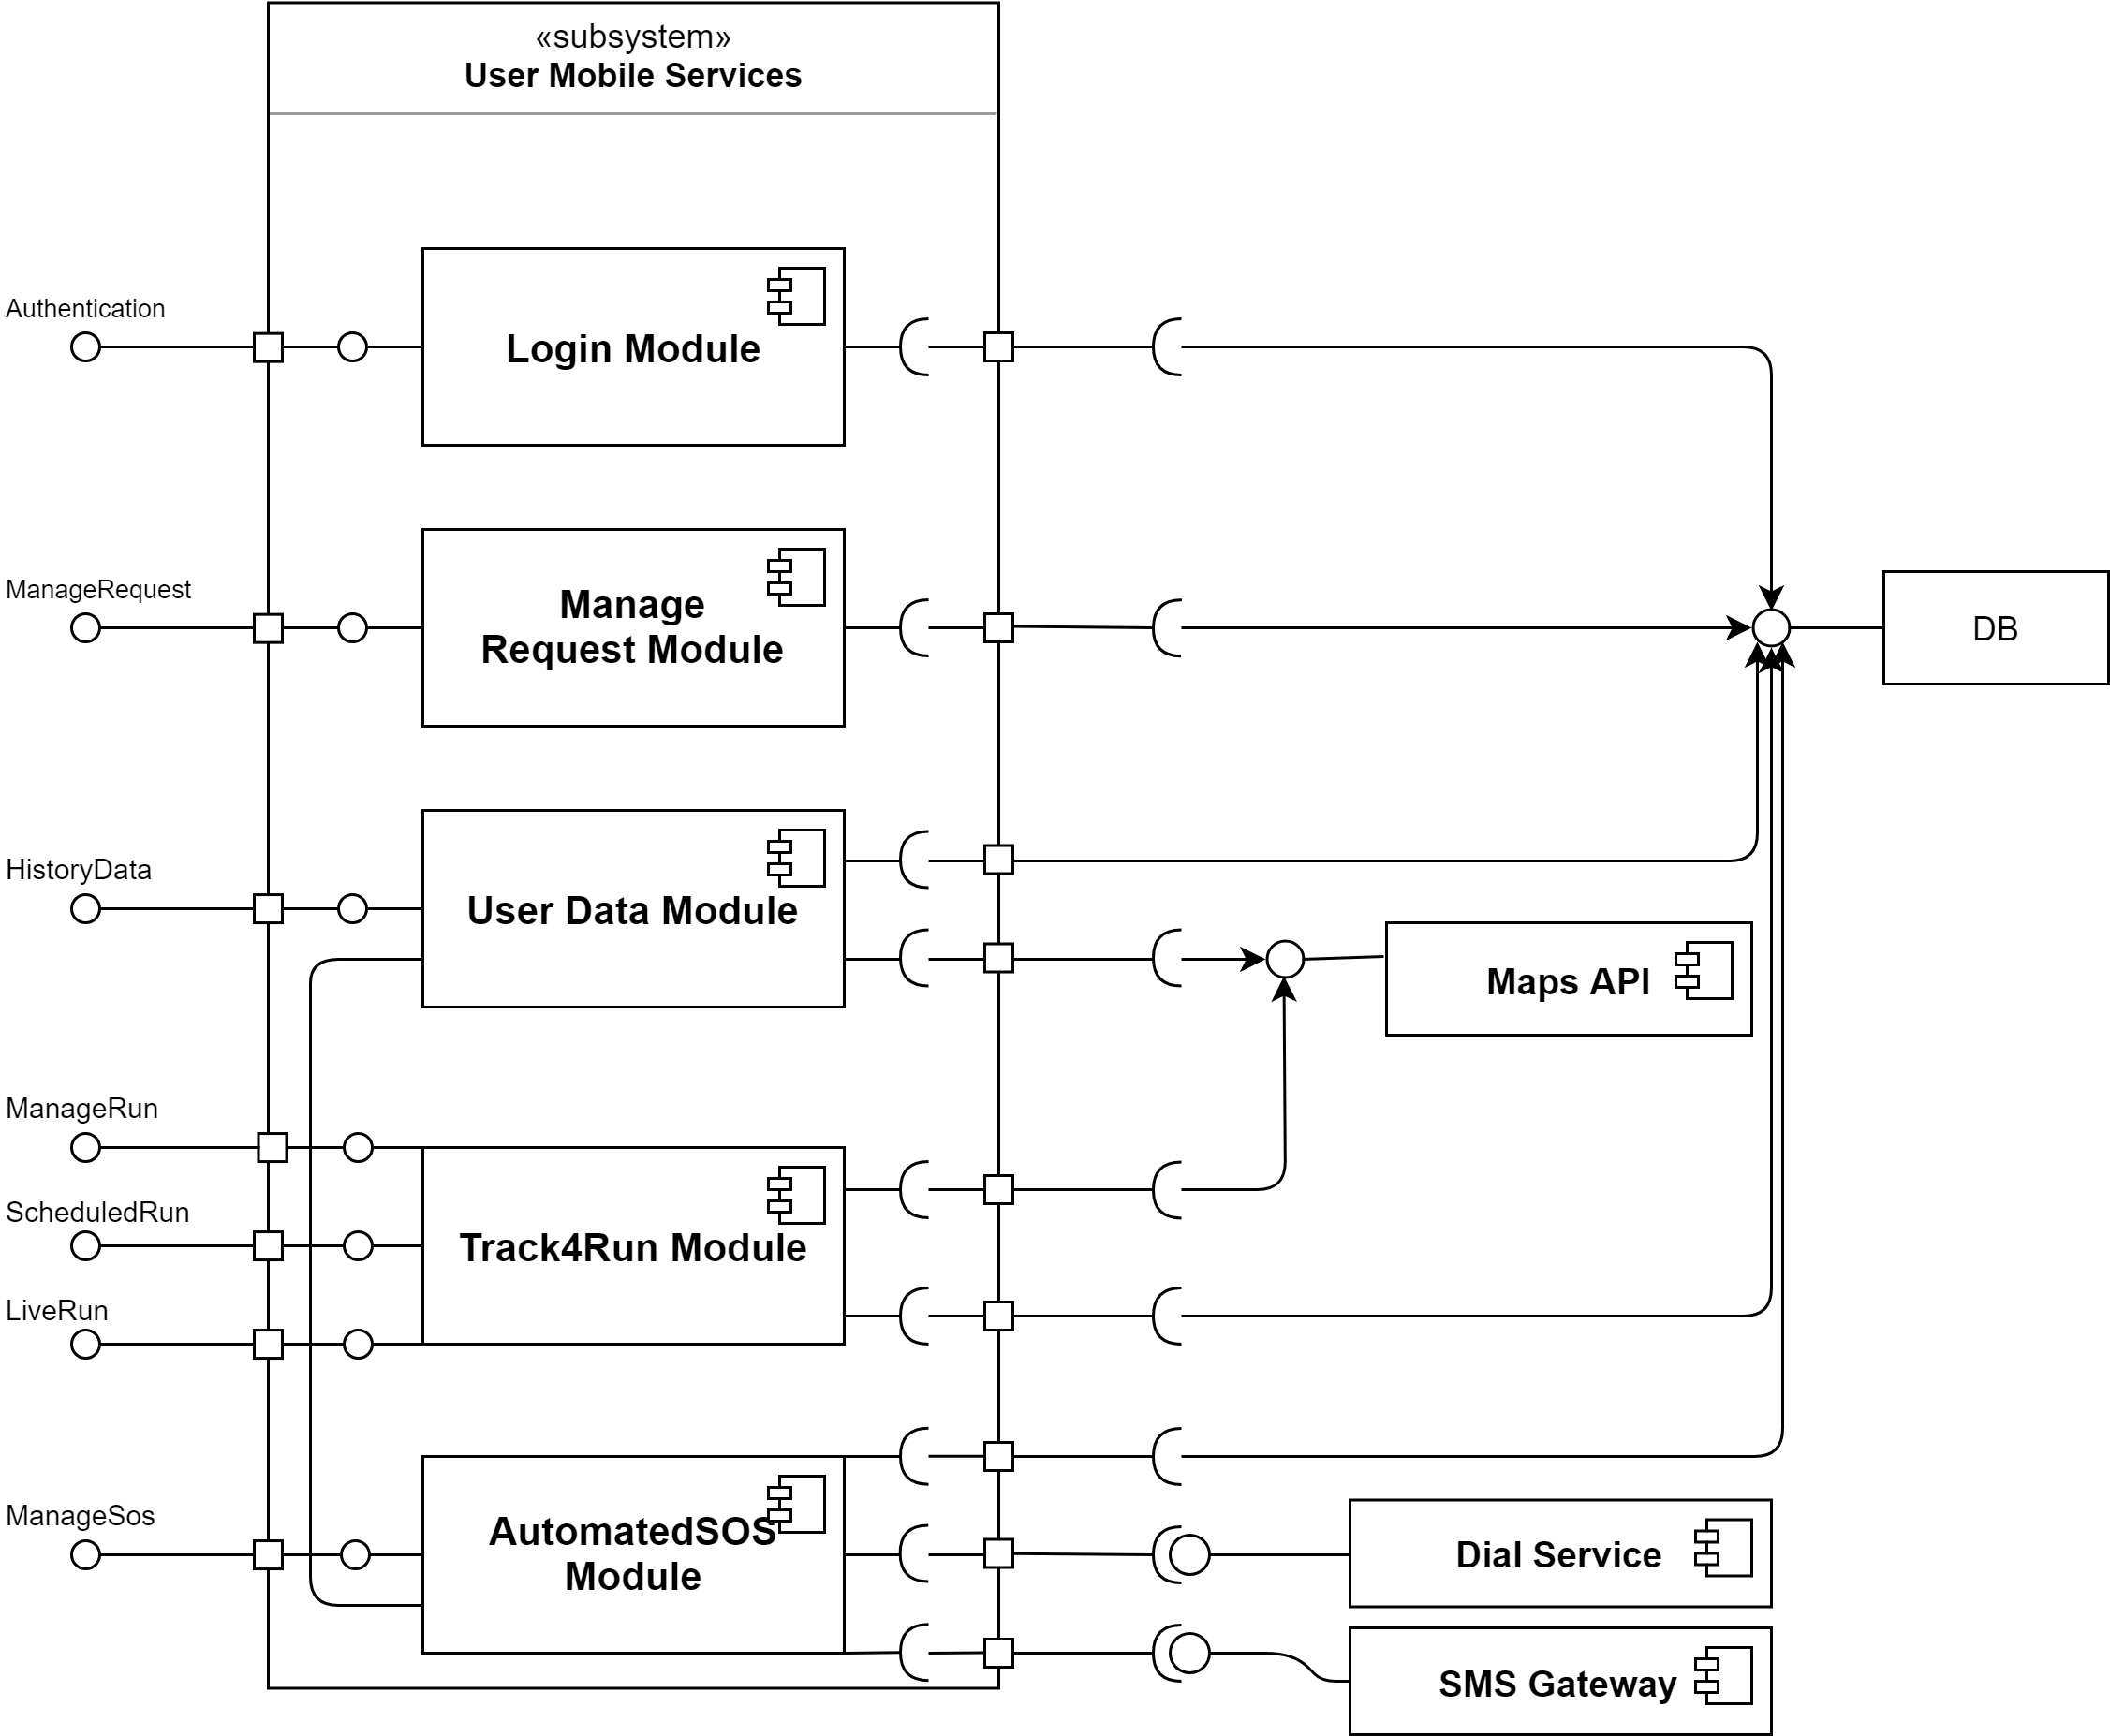 «subsystem»
User Mobile Services
Authentication
Login Module
ManageRequest
Manage
Request Module
DB
HistoryData
User Data Module
Maps API
ManageRun
ScheduledRun
Track4Run Module
LiveRun
ManageSos
AutomatedSOS
Module
Dial Service
SMS Gateway